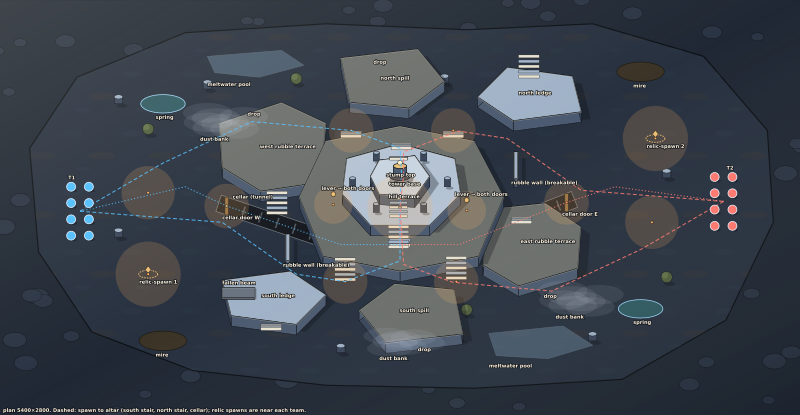 drop
north spill
meltwater pool
north ledge
mire
spring
drop
dust bank
west rubble terrace
relic-spawn 2
stump top
tower base
T1
T2
rubble wall (breakable)
lever — both doors
lever — both doors
hill terrace
cellar (tunnel)
cellar door W
cellar door E
east rubble terrace
rubble wall (breakable)
relic-spawn 1
fallen beam
south ledge
drop
south spill
dust bank
spring
mire
drop
dust bank
meltwater pool
plan 5400×2800. Dashed: spawn to altar (south stair, north stair, cellar); relic spawns are near each team.